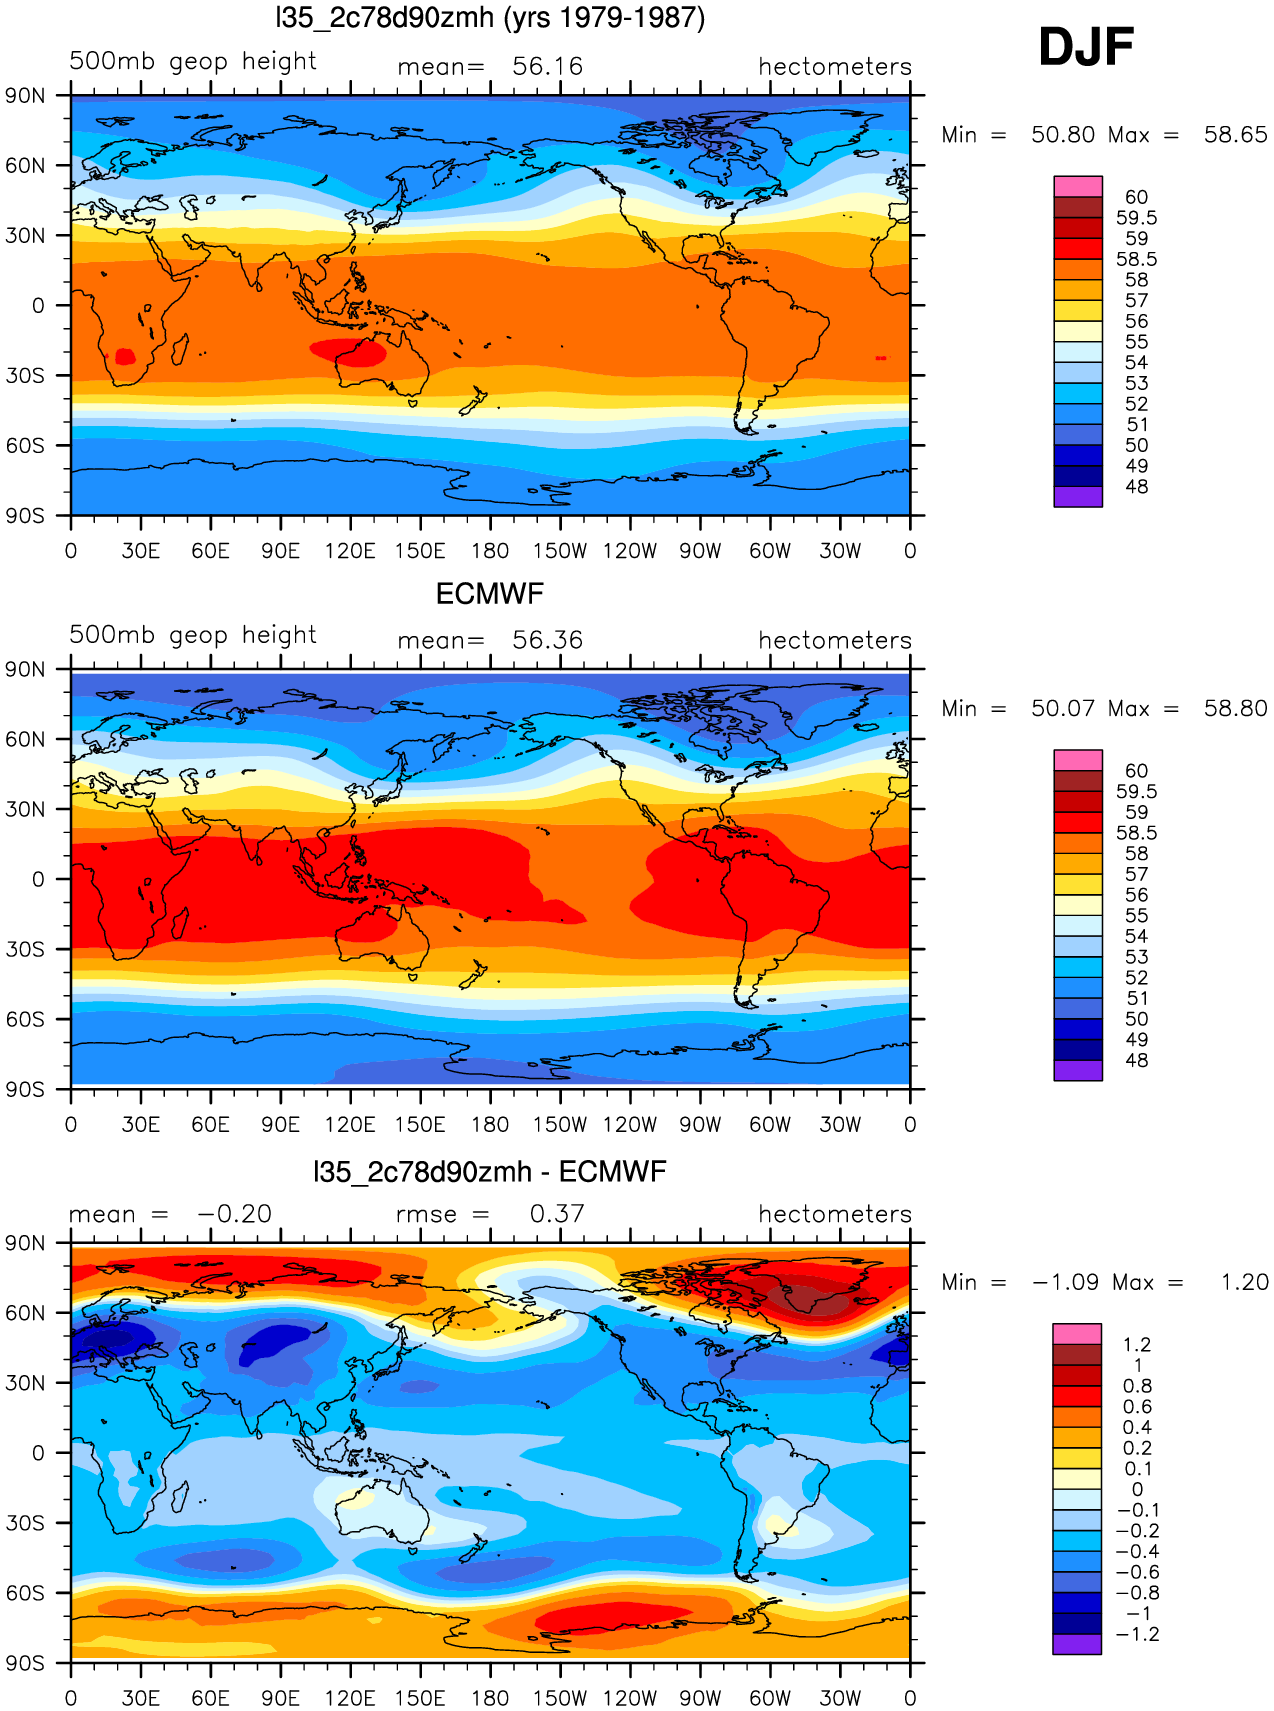 l35_2c78d90zmh (yrs 1979-1987)
DJF
500mb geop height mean= 56.16 hectometers
Min = 50.80 Max = 58.65
90N
60N
30N
0
30S
60S
90S
0 30E 60E 90E 120E 150E 180 150W 120W 90W 60W 30W 0
60
59.5
59
58.5
58
57
56
55
54
53
52
51
50
49
48
ECMWF
500mb geop height mean= 56.36 hectometers
Min = 50.07 Max = 58.80
90N
60N
30N
0
30S
60S
90S
0 30E 60E 90E 120E 150E 180 150W 120W 90W 60W 30W 0
60
59.5
59
58.5
58
57
56
55
54
53
52
51
50
49
48
l35_2c78d90zmh - ECMWF
mean = -0.20 rmse = 0.37 hectometers
Min = -1.09 Max = 1.20
90N
60N
30N
0
30S
60S
90S
0 30E 60E 90E 120E 150E 180 150W 120W 90W 60W 30W 0
1.2
1
0.8
0.6
0.4
0.2
0.1
0
-0.1
-0.2
-0.4
-0.6
-0.8
-1
-1.2